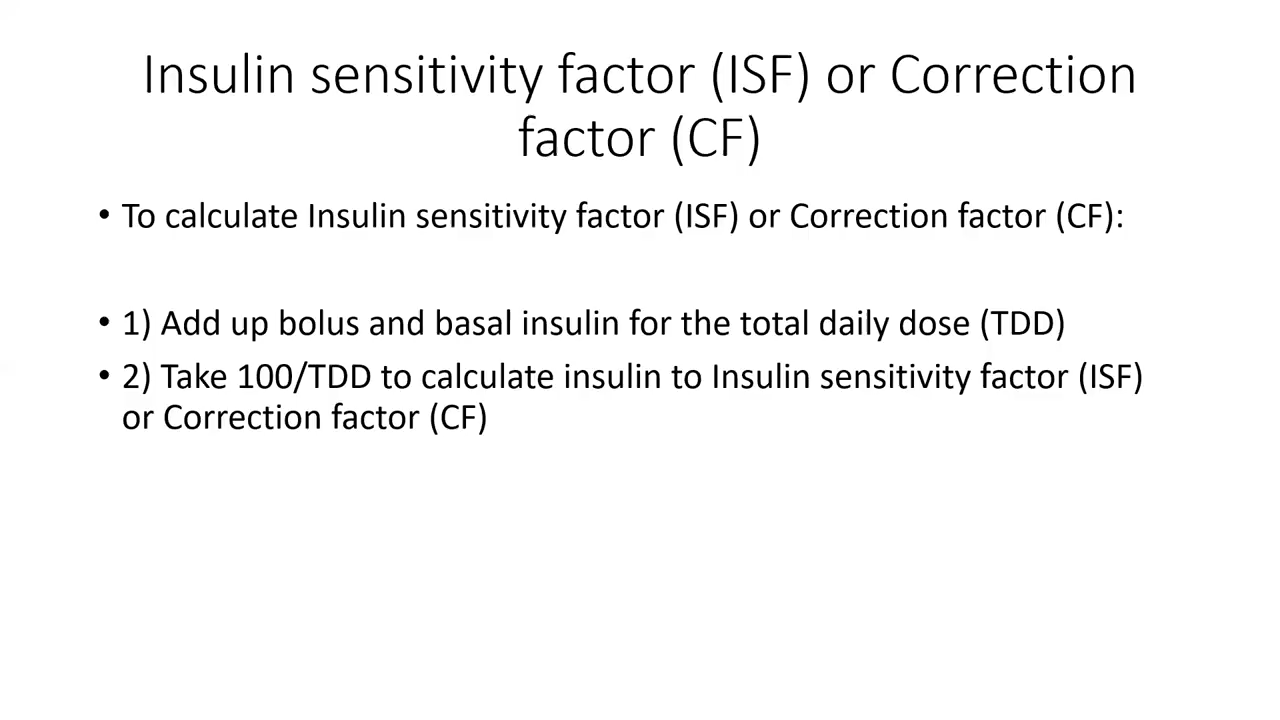 Insulin sensitivity factor (ISF) or Correction
factor (CF)
• To calculate Insulin sensitivity factor (ISF) or Correction factor (CF):
• 1) Add up bolus and basal insulin for the total daily dose (TDD)
• 2) Take 100/TDD to calculate insulin to Insulin sensitivity factor (ISF)
or Correction factor (CF)